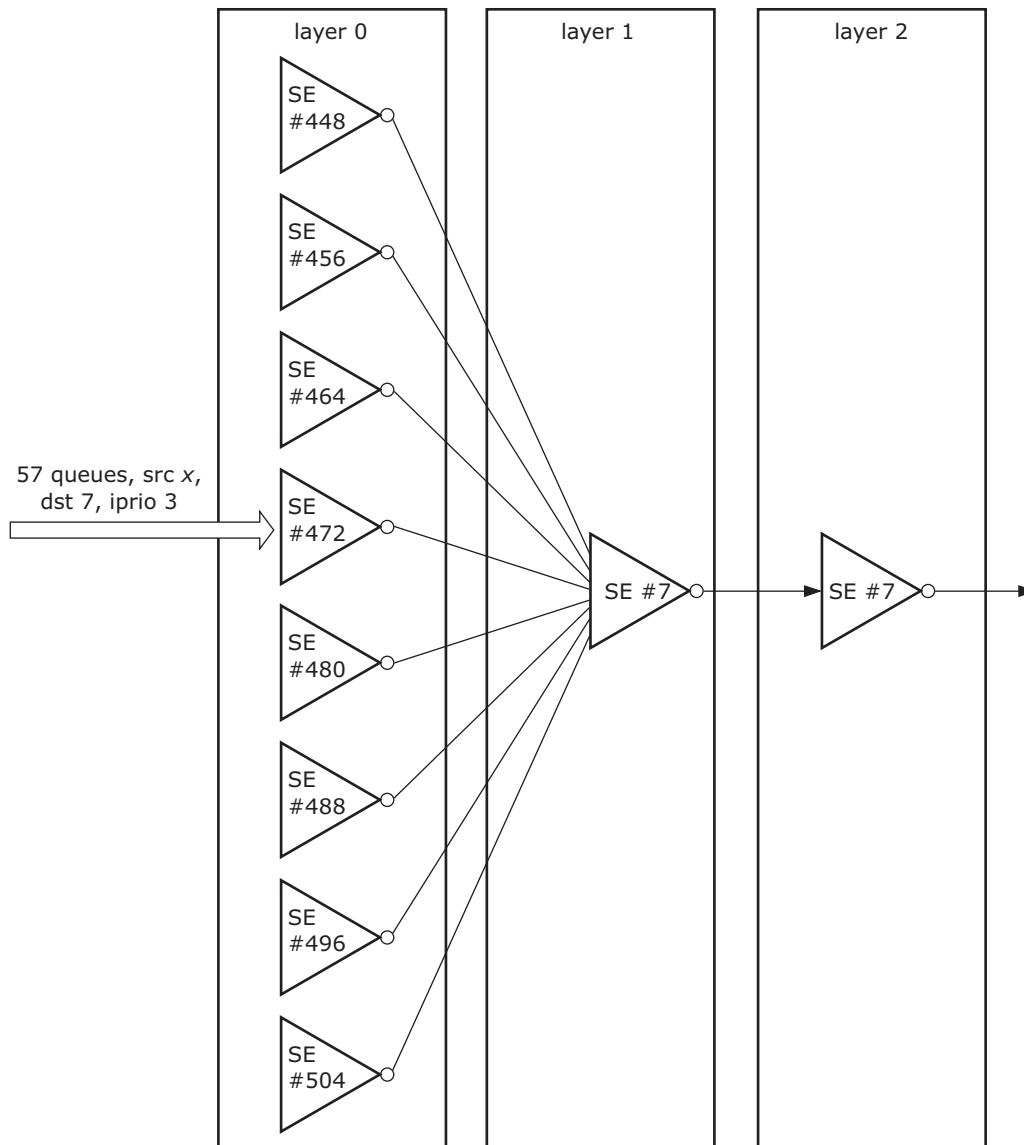 layer 0
layer 1
layer 2
SE
#448
SE
#456
SE
#464
57 queues, src x,
dst 7, iprio 3
SE
#472
SE #7
SE #7
SE
#480
SE
#488
SE
#496
SE
#504